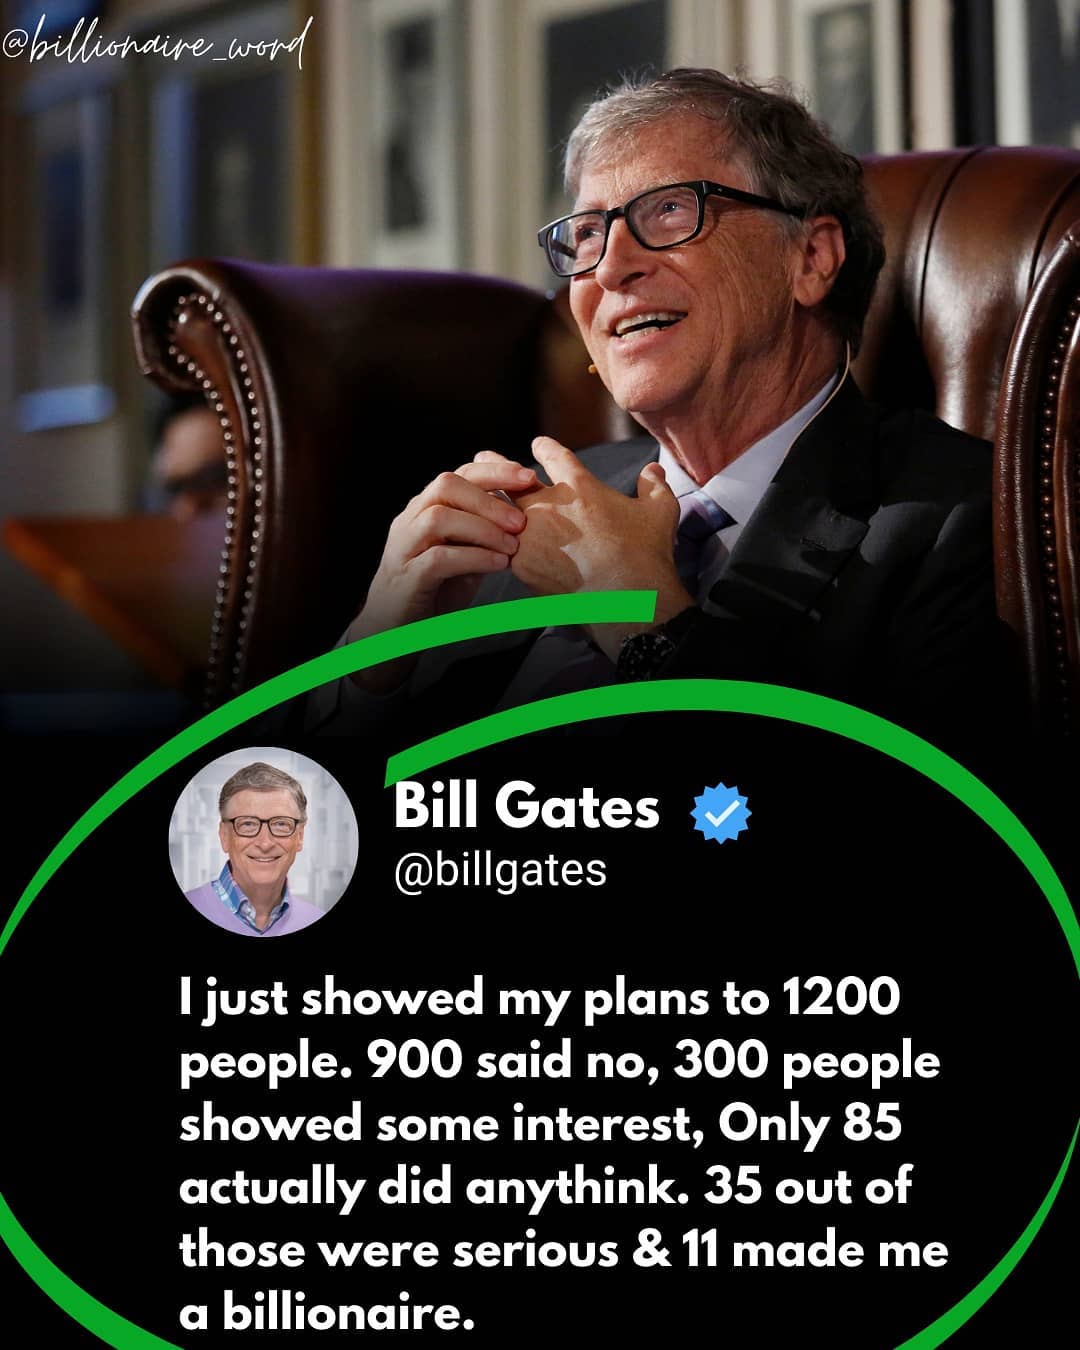 @billionaire_word
Bill Gates
@billgates
I just showed my plans to 1200
people. 900 said no, 300 people
showed some interest, Only 85
actually did anythink. 35 out of
those were serious & 11 made me
a billionaire.